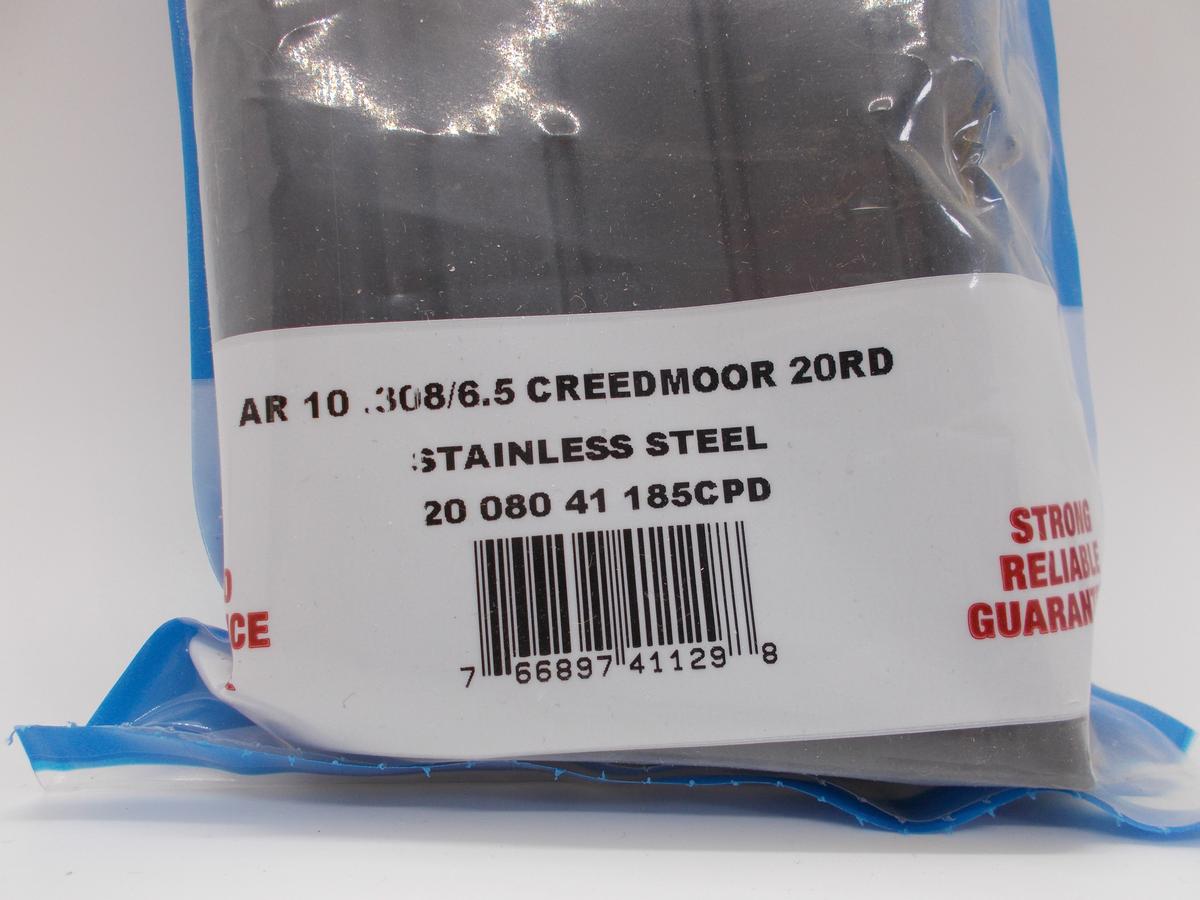 AR 10 .308/6.5 CREEDMOOR 20RD
STAINLESS STEEL
20 080 41 185CPD
7 66897 41129 8
STRONG
RELIABLE